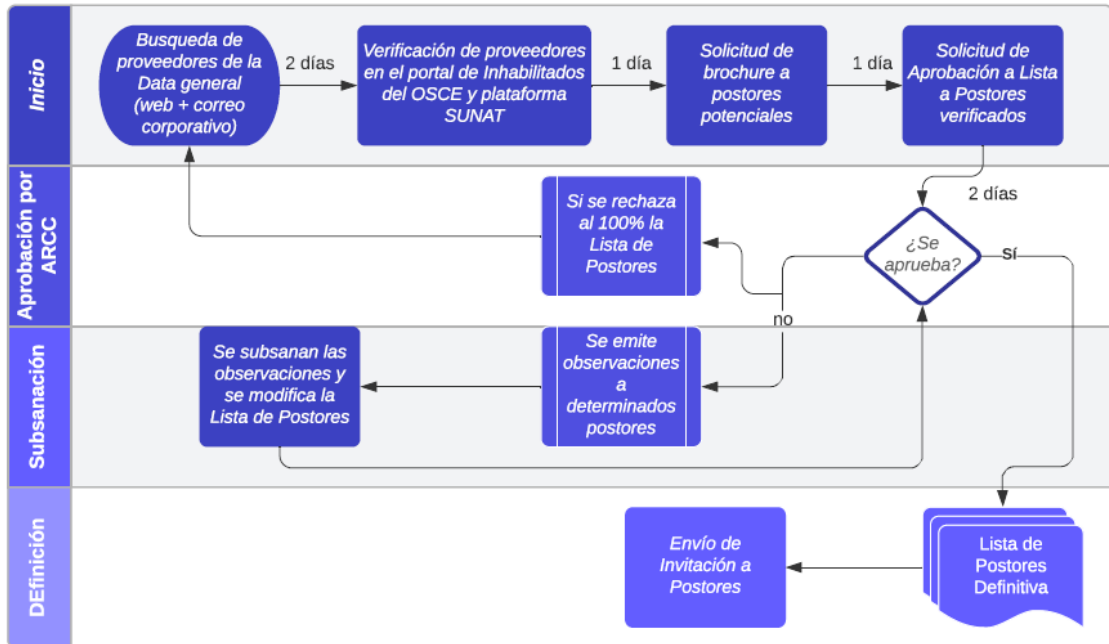 Inicio
Busqueda de
proveedores de la
Data general
(web + correo
corporativo)
2 días
Verificación de proveedores
en el portal de Inhabilitados
del OSCE y plataforma
SUNAT
1 día
Solicitud de
brochure a
postores
potenciales
1 día
Solicitud de
Aprobación a Lista
a Postores
verificados
Aprobación por
ARCC
Si se rechaza
al 100% la
Lista de
Postores
2 días
¿Se
aprueba?
sí
no
Subsanación
Se subsanan las
observaciones y
se modifica la
Lista de Postores
Se emite
observaciones
a
determinados
postores
DEfinición
Envío de
Invitación a
Postores
Lista de
Postores
Definitiva